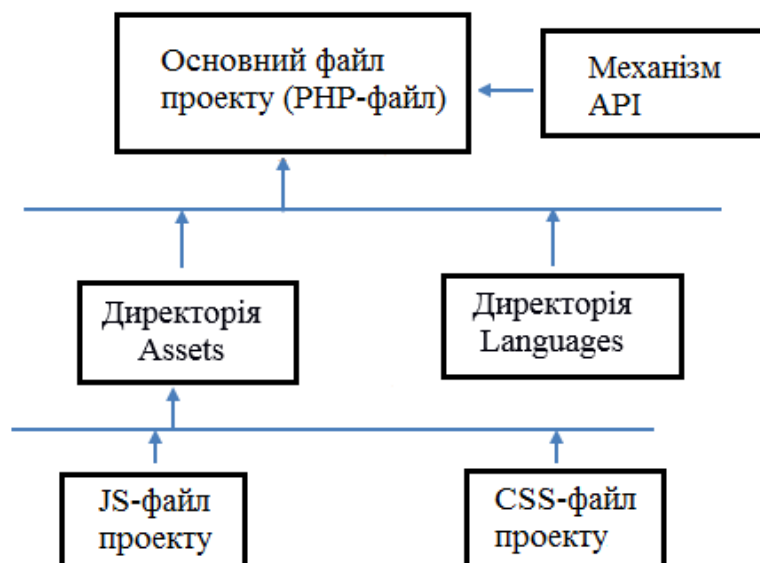 Основний файл
проекту (PHP-файл)
Механізм
API
Директорія
Assets
Директорія
Languages
JS-файл
проекту
CSS-файл
проекту